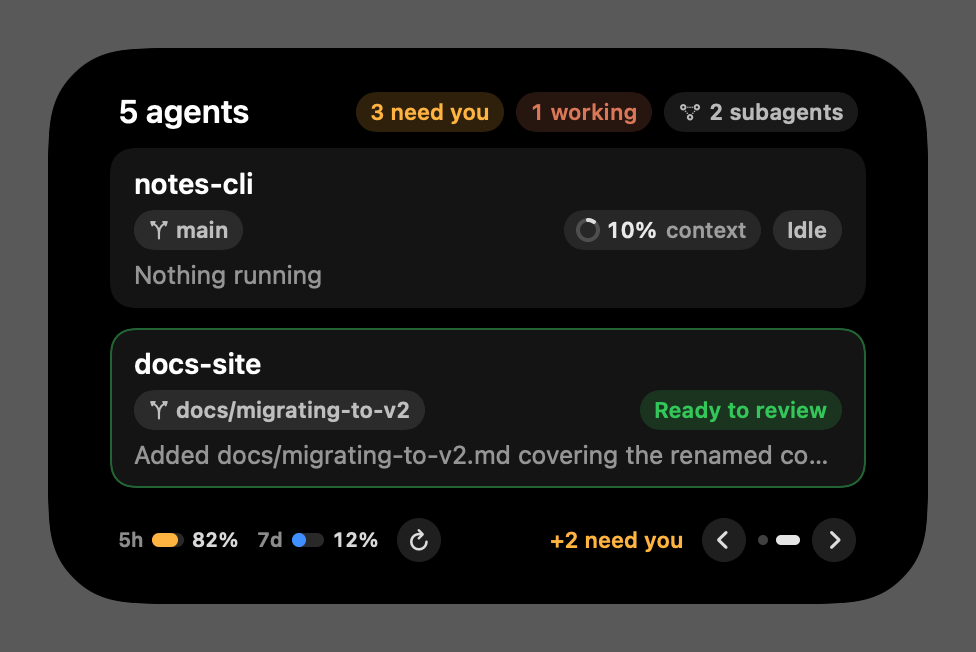 5 agents 3 need you 1 working 2 subagents
notes-cli
main 10% context Idle
Nothing running
docs-site
docs/migrating-to-v2 Ready to review
Added docs/migrating-to-v2.md covering the renamed co...
5h 82% 7d 12% +2 need you